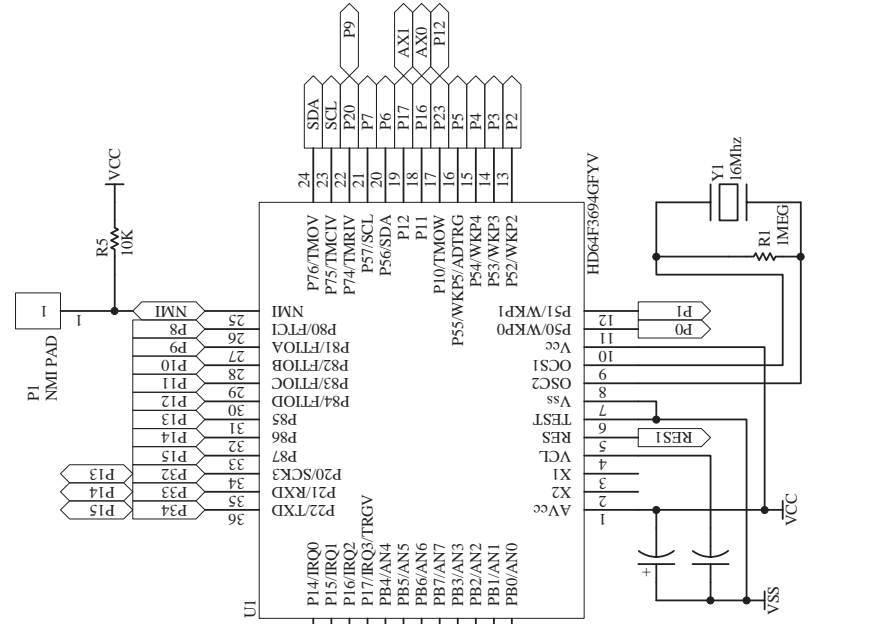 P9
AX1
AX0
P12
SDA
SCL
P20
P7
P6
P17
P16
P23
P5
P4
P3
P2
24
23
22
21
20
19
18
17
16
15
14
13
P76/TMOV
P75/TMCIV
P74/TMRIV
P57/SCL
P56/SDA
P12
P11
P10/TMOW
P55/WKP5/ADTRG
P54/WKP4
P53/WKP3
P52/WKP2
HD64F3694GFYV
VCC
R5
10K
Y1
16Mhz
R1
1MEG
1
1
P1
NMI PAD
NMI
25
NMI
P8
26
P80/FTCI
P9
27
P81/FTIOA
P10
28
P82/FTIOB
P11
29
P83/FTIOC
P12
30
P84/FTIOD
P13
31
P85
P14
32
P86
P15
33
P87
P13
P32
34
P20/SCK3
P14
P33
35
P21/RXD
P15
P34
36
P22/TXD
P51/WKP1
12
P1
P50/WKP0
11
P0
Vcc
10
OCS1
9
OSC2
8
Vss
7
TEST
6
RES
5
RES1
VCL
4
X1
3
X2
2
AVcc
1
VCC
+
VSS
U1
P14/IRQ0
P15/IRQ1
P16/IRQ2
P17/IRQ3/TRGV
PB4/AN4
PB5/AN5
PB6/AN6
PB7/AN7
PB3/AN3
PB2/AN2
PB1/AN1
PB0/AN0